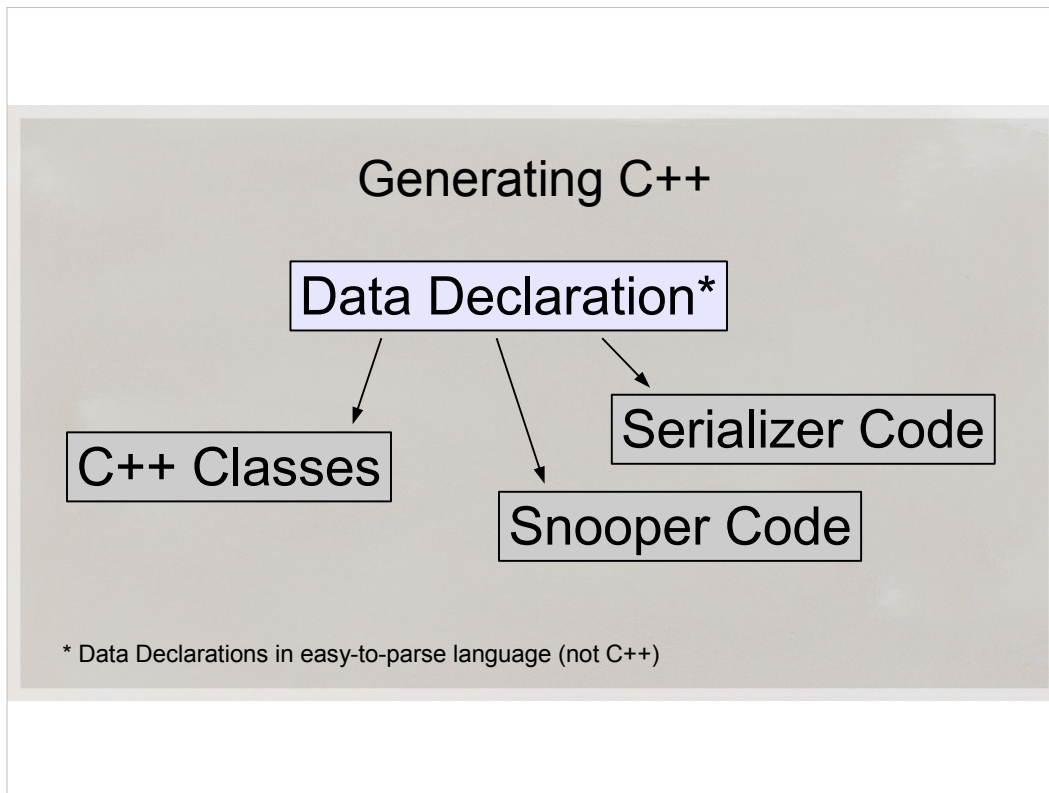 Generating C++
Data Declaration*
Serializer Code
C++ Classes
Snooper Code
* Data Declarations in easy-to-parse language (not C++)